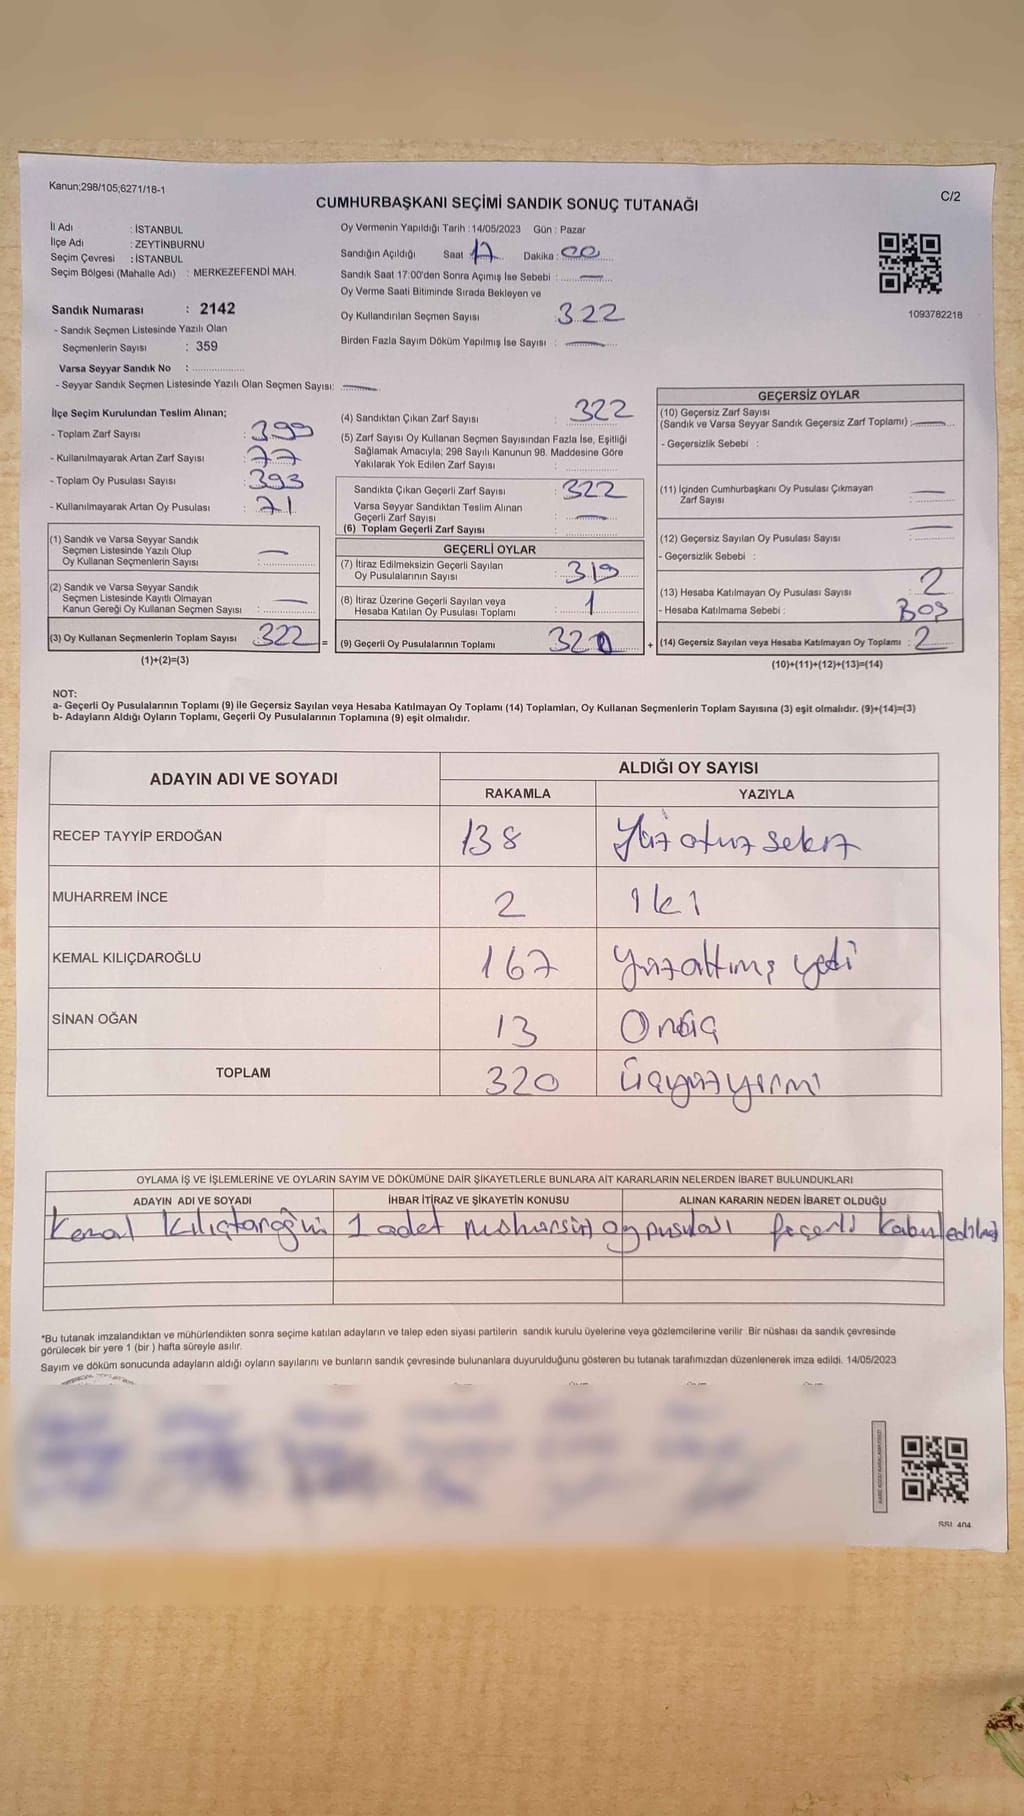 Kanun;298/105;6271/18-1
C/2
CUMHURBAŞKANI SEÇİMİ SANDIK SONUÇ TUTANAĞI
İl Adı : İSTANBUL
İlçe Adı : ZEYTİNBURNU
Seçim Çevresi : İSTANBUL
Seçim Bölgesi (Mahalle Adı) : MERKEZEFENDİ MAH.
Sandık Numarası : 2142
- Sandık Seçmen Listesinde Yazılı Olan
Seçmenlerin Sayısı : 359
Varsa Seyyar Sandık No : ..................
- Seyyar Sandık Seçmen Listesinde Yazılı Olan Seçmen Sayısı: —
Oy Vermenin Yapıldığı Tarih : 14/05/2023 Gün : Pazar
Sandığın Açıldığı Saat 17 Dakika : 00
Sandık Saat 17:00'den Sonra Açımış İse Sebebi : —
Oy Verme Saati Bitiminde Sırada Bekleyen ve
Oy Kullandırılan Seçmen Sayısı : 322
Birden Fazla Sayım Döküm Yapılmış İse Sayısı : —
1093782218
İlçe Seçim Kurulundan Teslim Alınan;
- Toplam Zarf Sayısı : 399
- Kullanılmayarak Artan Zarf Sayısı : 77
- Toplam Oy Pusulası Sayısı : 393
- Kullanılmayarak Artan Oy Pusulası : 71
(1) Sandık ve Varsa Seyyar Sandık
Seçmen Listesinde Yazılı Olup
Oy Kullanan Seçmenlerin Sayısı : —
(2) Sandık ve Varsa Seyyar Sandık
Seçmen Listesinde Kayıtlı Olmayan
Kanun Gereği Oy Kullanan Seçmen Sayısı : —
(3) Oy Kullanan Seçmenlerin Toplam Sayısı : 322 =
(1)+(2)=(3)
(4) Sandıktan Çıkan Zarf Sayısı : 322
(5) Zarf Sayısı Oy Kullanan Seçmen Sayısından Fazla İse, Eşitliği
Sağlamak Amacıyla; 298 Sayılı Kanunun 98. Maddesine Göre
Yakılarak Yok Edilen Zarf Sayısı : ..................
Sandıkta Çıkan Geçerli Zarf Sayısı : 322
Varsa Seyyar Sandıktan Teslim Alınan
Geçerli Zarf Sayısı : —
(6) Toplam Geçerli Zarf Sayısı : ..................
GEÇERLİ OYLAR
(7) İtiraz Edilmeksizin Geçerli Sayılan
Oy Pusulalarının Sayısı : 319
(8) İtiraz Üzerine Geçerli Sayılan veya
Hesaba Katılan Oy Pusulası Toplamı : 1
(9) Geçerli Oy Pusulalarının Toplamı 320 +
GEÇERSİZ OYLAR
(10) Geçersiz Zarf Sayısı
(Sandık ve Varsa Seyyar Sandık Geçersiz Zarf Toplamı) : —
- Geçersizlik Sebebi :
(11) İçinden Cumhurbaşkanı Oy Pusulası Çıkmayan
Zarf Sayısı : —
(12) Geçersiz Sayılan Oy Pusulası Sayısı : —
- Geçersizlik Sebebi :
(13) Hesaba Katılmayan Oy Pusulası Sayısı : 2
- Hesaba Katılmama Sebebi : BOŞ
(14) Geçersiz Sayılan veya Hesaba Katılmayan Oy Toplamı : 2
(10)+(11)+(12)+(13)=(14)
NOT:
a- Geçerli Oy Pusulalarının Toplamı (9) ile Geçersiz Sayılan veya Hesaba Katılmayan Oy Toplamı (14) Toplamları, Oy Kullanan Seçmenlerin Toplam Sayısına (3) eşit olmalıdır. (9)+(14)=(3)
b- Adayların Aldığı Oyların Toplamı, Geçerli Oy Pusulalarının Toplamına (9) eşit olmalıdır.
ADAYIN ADI VE SOYADI ALDIĞI OY SAYISI
RAKAMLA YAZIYLA
RECEP TAYYİP ERDOĞAN 138 Yüz otuz sekiz
MUHARREM İNCE 2 iki
KEMAL KILIÇDAROĞLU 167 yüzaltmış yedi
SİNAN OĞAN 13 Onüç
TOPLAM 320 üçyüzyirmi
OYLAMA İŞ VE İŞLEMLERİNE VE OYLARIN SAYIM VE DÖKÜMÜNE DAİR ŞİKAYETLERLE BUNLARA AİT KARARLARIN NELERDEN İBARET BULUNDUKLARI
ADAYIN ADI VE SOYADI İHBAR İTİRAZ VE ŞİKAYETİN KONUSU ALINAN KARARIN NEDEN İBARET OLDUĞU
Kemal 1 adet oy pusulası geçerli kabul
*Bu tutanak imzalandıktan ve mühürlendikten sonra seçime katılan adayların ve talep eden siyasi partilerin sandık kurulu üyelerine veya gözlemcilerine verilir .Bir nüshası da sandık çevresinde
görülecek bir yere 1 (bir ) hafta süreyle asılır.
Sayım ve döküm sonucunda adayların aldığı oyların sayılarını ve bunların sandık çevresinde bulunanlara duyurulduğunu gösteren bu tutanak tarafımızdan düzenlenerek imza edildi. 14/05/2023